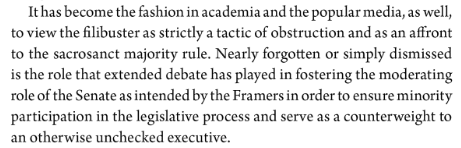 It has become the fashion in academia and the popular media, as well,
to view the filibuster as strictly a tactic of obstruction and as an affront
to the sacrosanct majority rule. Nearly forgotten or simply dismissed
is the role that extended debate has played in fostering the moderating
role of the Senate as intended by the Framers in order to ensure minority
participation in the legislative process and serve as a counterweight to
an otherwise unchecked executive.